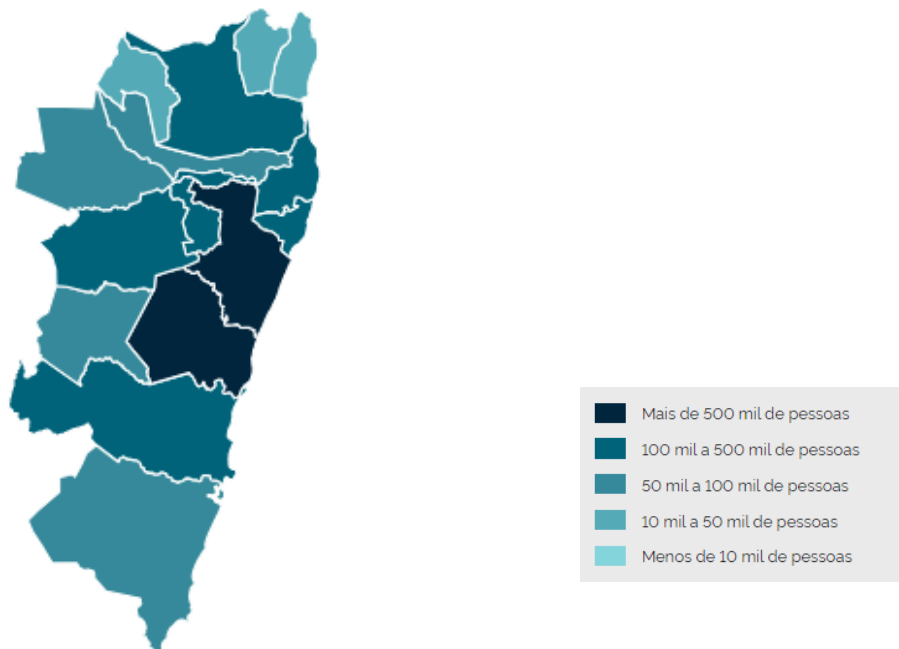 Mais de 500 mil de pessoas
100 mil a 500 mil de pessoas
50 mil a 100 mil de pessoas
10 mil a 50 mil de pessoas
Menos de 10 mil de pessoas